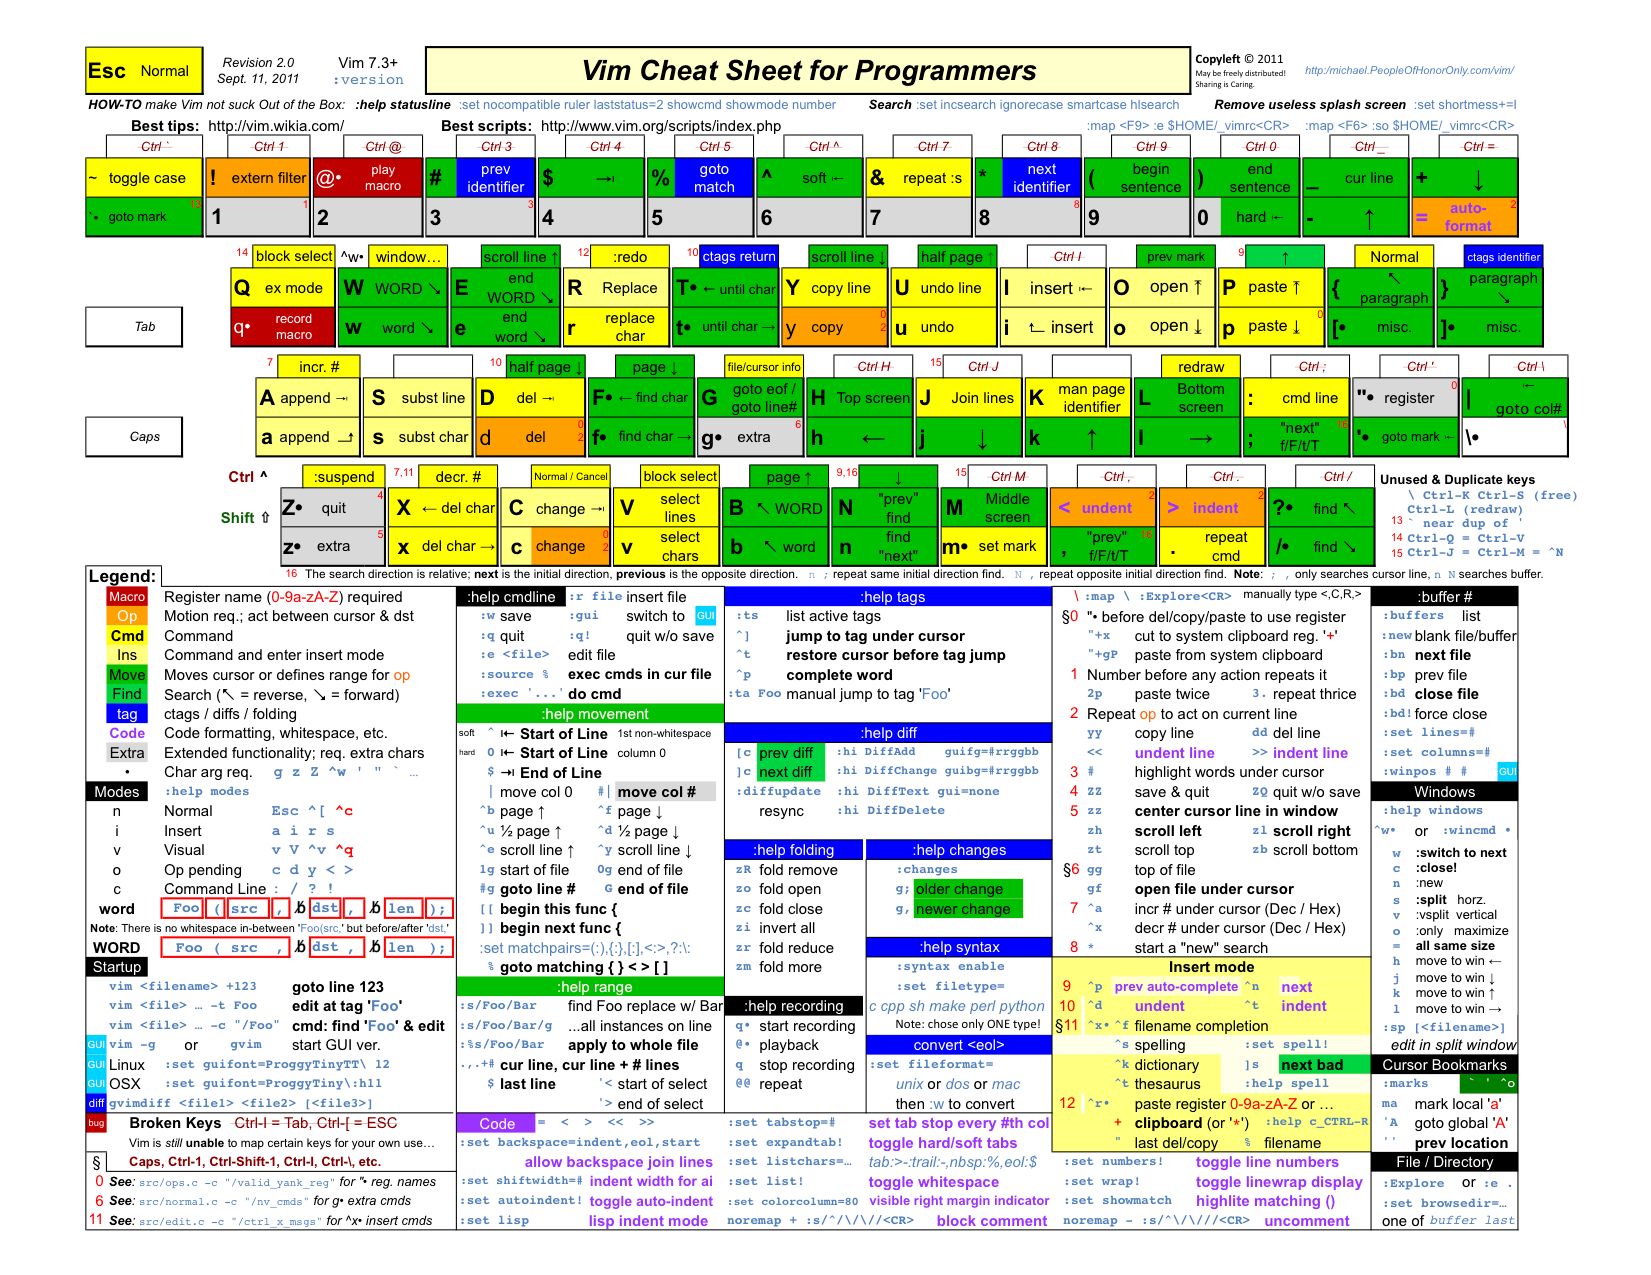 Esc Normal
Revision 2.0
Sept. 11, 2011
Vim 7.3+
:version
Vim Cheat Sheet for Programmers
Copyleft © 2011
May be freely distributed!
Sharing is Caring.
http:/michael.PeopleOfHonorOnly.com/vim/
HOW-TO make Vim not suck Out of the Box: :help statusline :set nocompatible ruler laststatus=2 showcmd showmode number Search :set incsearch ignorecase smartcase hlsearch Remove useless splash screen :set shortmess+=I
Best tips: http://vim.wikia.com/ Best scripts: http://www.vim.org/scripts/index.php :map <F9> :e $HOME/_vimrc<CR> :map <F6> :so $HOME/_vimrc<CR>
Ctrl ` Ctrl 1 Ctrl @ Ctrl 3 Ctrl 4 Ctrl 5 Ctrl ^ Ctrl 7 Ctrl 8 Ctrl 9 Ctrl 0 Ctrl _ Ctrl =
~ toggle case ! extern filter @• play macro # prev identifier $ ⇥ % goto match ^ soft ⇤ & repeat :s * next identifier ( begin sentence ) end sentence _ cur line + ↓
`• goto mark 13 1 1 2 3 3 4 5 6 7 8 8 9 0 hard ⇤ - ↑ = auto-format 2
14 block select ^w• window… scroll line ↑ 12 :redo 10 ctags return scroll line ↓ half page ↑ Ctrl I prev mark 9 ↑ Normal ctags identifier
Q ex mode W WORD ↘ E end WORD ↘ R Replace T• ← until char Y copy line U undo line I insert ⇤ O open ⤒ P paste ⤒ { ↖ paragraph } paragraph ↘
Tab q• record macro w word ↘ e end word ↘ r replace char t• until char → y copy 0 2 u undo i insert o open ⤓ p paste ⤓ 0 [• misc. ]• misc.
7 incr. # 10 half page ↓ page ↓ file/cursor info Ctrl H 15 Ctrl J redraw Ctrl ; Ctrl ' Ctrl \
A append ⇥ S subst line D del ⇥ F• ← find char G goto eof / goto line# H Top screen J Join lines K man page identifier L Bottom screen : cmd line "• register 0 | ⇤ goto col#
Caps a append s subst char d del 0 2 f• find char → g• extra 6 h ← j ↓ k ↑ l → ; "next" f/F/t/T 16 '• goto mark ⇤ \• \
Ctrl ^ :suspend 7,11 decr. # Normal / Cancel block select page ↑ 9,16 ↓ 15 Ctrl M Ctrl , Ctrl . Ctrl /
Shift ⇧ Z• quit 4 X ← del char C change ⇥ V select lines B ↖ WORD N "prev" find M Middle screen < undent 2 > indent 2 ?• find ↖
z• extra 5 x del char → c change 0 2 v select chars b ↖ word n find "next" m• set mark , "prev" f/F/t/T 16 . repeat cmd /• find ↘
Unused & Duplicate keys
\ Ctrl-K Ctrl-S (free)
Ctrl-L (redraw)
13 ` near dup of '
14 Ctrl-Q = Ctrl-V
15 Ctrl-J = Ctrl-M = ^N
16 The search direction is relative; next is the initial direction, previous is the opposite direction. n ; repeat same initial direction find. N , repeat opposite initial direction find. Note: ; , only searches cursor line, n N searches buffer.
Legend:
Macro Register name (0-9a-zA-Z) required
Op Motion req.; act between cursor & dst
Cmd Command
Ins Command and enter insert mode
Move Moves cursor or defines range for op
Find Search (↖ = reverse, ↘ = forward)
tag ctags / diffs / folding
Code Code formatting, whitespace, etc.
Extra Extended functionality; req. extra chars
• Char arg req. g z Z ^w ' " ` …
Modes :help modes
n Normal Esc ^[ ^c
i Insert a i r s
v Visual v V ^v ^q
o Op pending c d y < >
c Command Line : / ? !
word Foo ( src , ␢ dst , ␢ len );
Note: There is no whitespace in-between 'Foo(src,' but before/after 'dst,'
WORD Foo ( src , ␢ dst , ␢ len );
Startup
vim <filename> +123 goto line 123
vim <file> … -t Foo edit at tag 'Foo'
vim <file> … -c "/Foo" cmd: find 'Foo' & edit
GUI vim -g or gvim start GUI ver.
GUI Linux :set guifont=ProggyTinyTT\ 12
GUI OSX :set guifont=ProggyTiny\:h11
diff gvimdiff <file1> <file2> [<file3>]
bug Broken Keys Ctrl-I = Tab, Ctrl-[ = ESC
Vim is still unable to map certain keys for your own use…
§ Caps, Ctrl-1, Ctrl-Shift-1, Ctrl-I, Ctrl-\, etc.
0 See: src/ops.c -c "/valid_yank_reg" for "• reg. names
6 See: src/normal.c -c "/nv_cmds" for g• extra cmds
11 See: src/edit.c -c "/ctrl_x_msgs" for ^x• insert cmds
:help cmdline :r file insert file
:w save :gui switch to GUI
:q quit :q! quit w/o save
:e <file> edit file
:source % exec cmds in cur file
:exec '...' do cmd
:help movement
soft ^ ⇤ Start of Line 1st non-whitespace
hard 0 ⇤ Start of Line column 0
$ ⇥ End of Line
| move col 0 #| move col #
^b page ↑ ^f page ↓
^u ½ page ↑ ^d ½ page ↓
^e scroll line ↑ ^y scroll line ↓
1g start of file 0g end of file
#g goto line # G end of file
[[ begin this func {
]] begin next func {
:set matchpairs=(:),{:},[:],<:>,?:\:
% goto matching { } < > [ ]
:help range
:s/Foo/Bar find Foo replace w/ Bar
:s/Foo/Bar/g ...all instances on line
:%s/Foo/Bar apply to whole file
.,.+# cur line, cur line + # lines
$ last line '< start of select
'> end of select
Code = < > << >>
:set backspace=indent,eol,start
allow backspace join lines
:set shiftwidth=# indent width for ai
:set autoindent! toggle auto-indent
:set lisp lisp indent mode
:help tags
:ts list active tags
^] jump to tag under cursor
^t restore cursor before tag jump
^p complete word
:ta Foo manual jump to tag 'Foo'
:help diff
[c prev diff :hi DiffAdd guifg=#rrggbb
]c next diff :hi DiffChange guibg=#rrggbb
:diffupdate :hi DiffText gui=none
resync :hi DiffDelete
:help folding
zR fold remove
zo fold open
zc fold close
zi invert all
zr fold reduce
zm fold more
:help recording
q• start recording
@• playback
q stop recording
@@ repeat
:help changes
:changes
g; older change
g, newer change
:help syntax
:syntax enable
:set filetype=
c cpp sh make perl python
Note: chose only ONE type!
convert <eol>
:set fileformat=
unix or dos or mac
then :w to convert
:set tabstop=# set tab stop every #th col
:set expandtab! toggle hard/soft tabs
:set listchars=… tab:>-:trail:-,nbsp:%,eol:$
:set list! toggle whitespace
:set colorcolumn=80 visible right margin indicator
noremap + :s/^/\/\//<CR> block comment
\ :map \ :Explore<CR> manually type <,C,R,>
§0 "• before del/copy/paste to use register
"+x cut to system clipboard reg. '+'
"+gP paste from system clipboard
1 Number before any action repeats it
2p paste twice 3. repeat thrice
2 Repeat op to act on current line
yy copy line dd del line
<< undent line >> indent line
3 # highlight words under cursor
4 ZZ save & quit ZQ quit w/o save
5 zz center cursor line in window
zh scroll left zl scroll right
zt scroll top zb scroll bottom
§6 gg top of file
gf open file under cursor
7 ^a incr # under cursor (Dec / Hex)
^x decr # under cursor (Dec / Hex)
8 * start a "new" search
Insert mode
9 ^p prev auto-complete ^n next
10 ^d undent ^t indent
§11 ^x• ^f filename completion
^s spelling :set spell!
^k dictionary ]s next bad
^t thesaurus :help spell
12 ^r• paste register 0-9a-zA-Z or …
+ clipboard (or '*') :help c_CTRL-R
" last del/copy % filename
:set numbers! toggle line numbers
:set wrap! toggle linewrap display
:set showmatch highlite matching ()
noremap - :s/^\/\///<CR> uncomment
:buffer #
:buffers list
:new blank file/buffer
:bn next file
:bp prev file
:bd close file
:bd! force close
:set lines=#
:set columns=#
:winpos # # GUI
Windows
:help windows
^w• or :wincmd •
w :switch to next
c :close!
n :new
s :split horz.
v :vsplit vertical
o :only maximize
= all same size
h move to win ←
j move to win ↓
k move to win ↑
l move to win →
:sp [<filename>]
edit in split window
Cursor Bookmarks
:marks ` ' ^o
ma mark local 'a'
'A goto global 'A'
'' prev location
File / Directory
:Explore or :e .
:set browsedir=…
one of buffer last